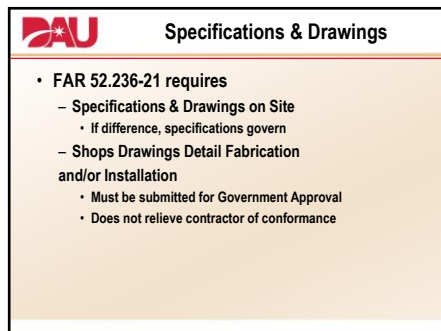 DAU
Specifications & Drawings
• FAR 52.236-21 requires
– Specifications & Drawings on Site
• If difference, specifications govern
– Shops Drawings Detail Fabrication
and/or Installation
• Must be submitted for Government Approval
• Does not relieve contractor of conformance